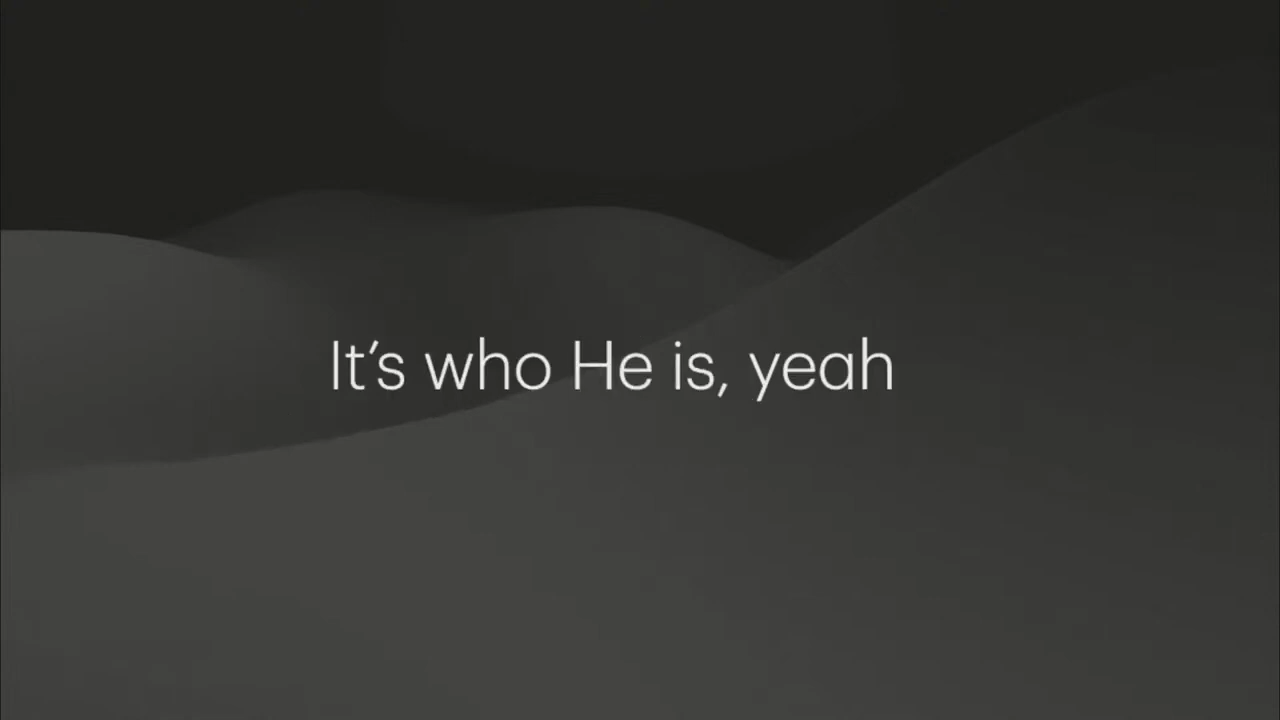 It’s who He is, yeah